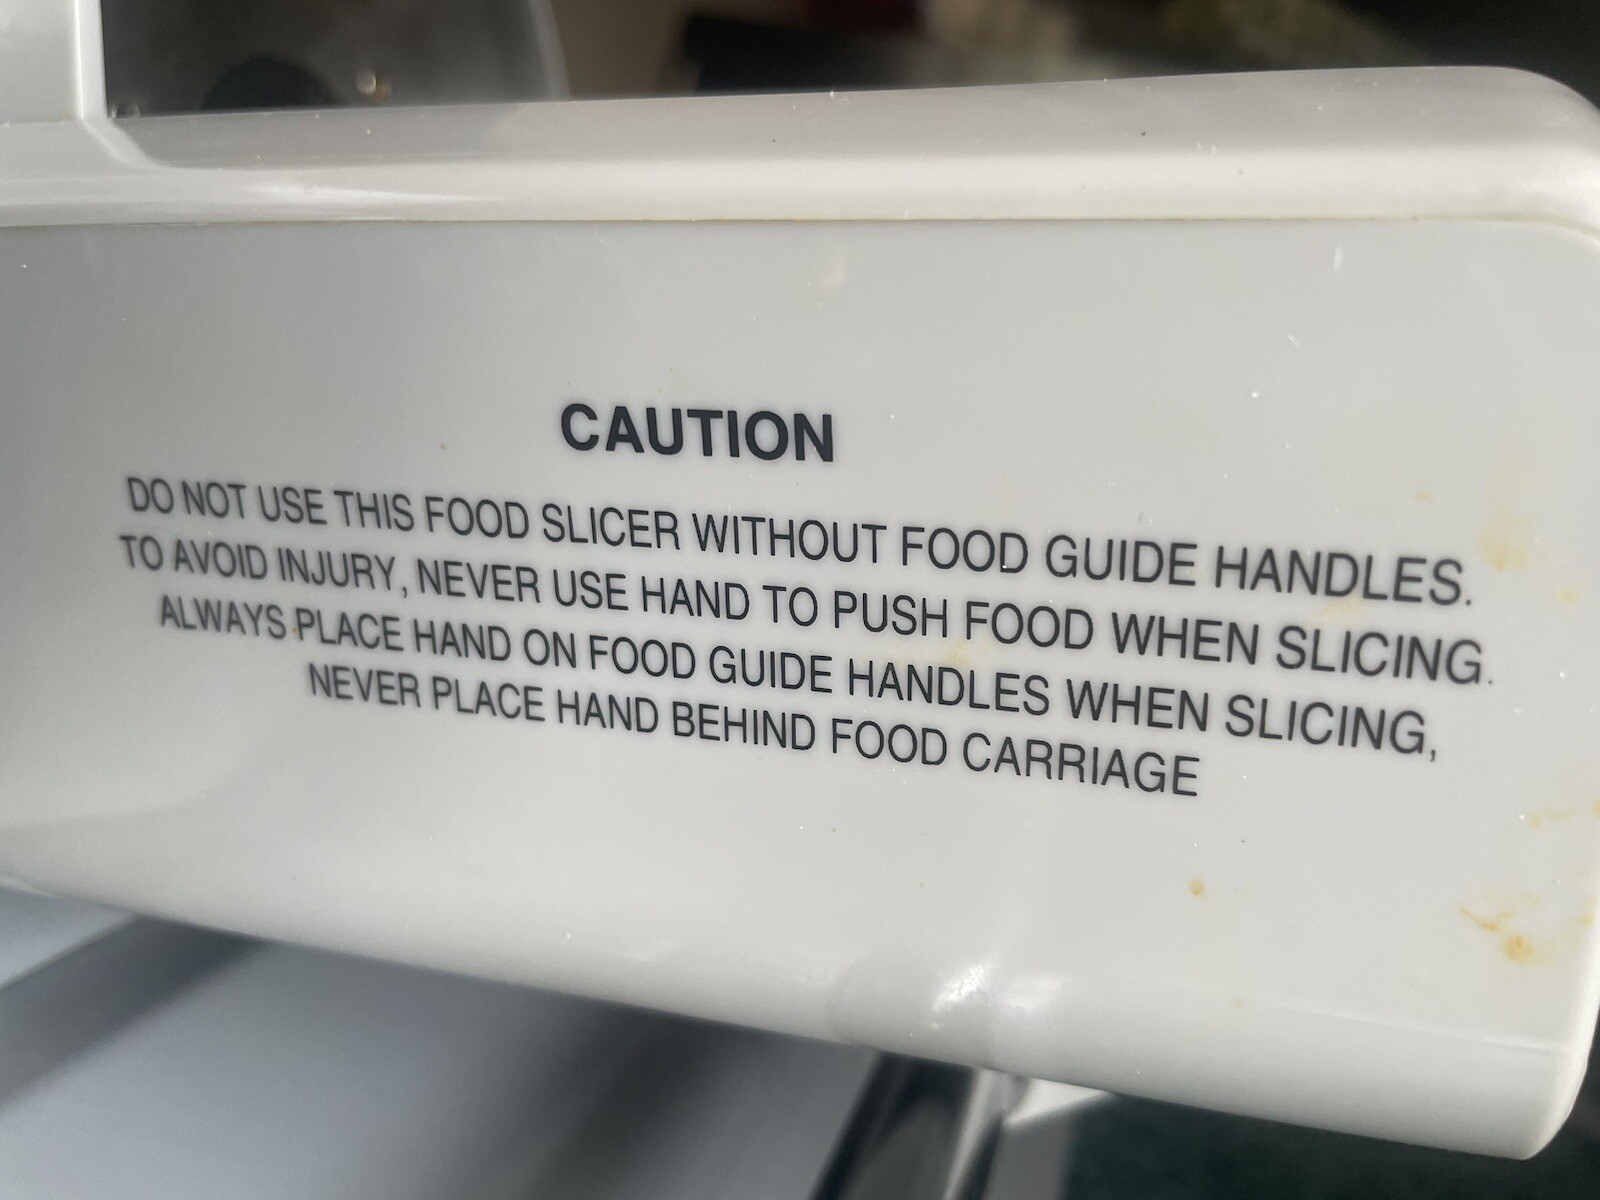 CAUTION
DO NOT USE THIS FOOD SLICER WITHOUT FOOD GUIDE HANDLES.
TO AVOID INJURY, NEVER USE HAND TO PUSH FOOD WHEN SLICING.
ALWAYS PLACE HAND ON FOOD GUIDE HANDLES WHEN SLICING,
NEVER PLACE HAND BEHIND FOOD CARRIAGE